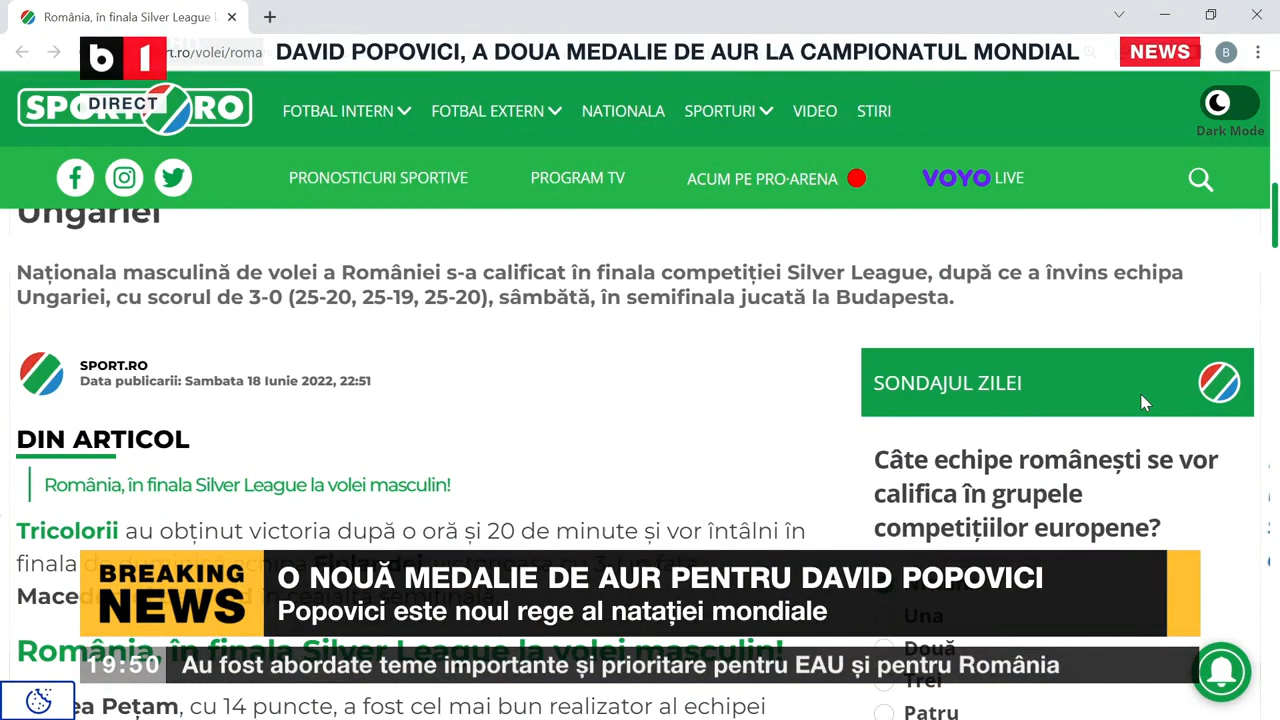 România, în finala Silver League l
b1
rt.ro/volei/roma
DAVID POPOVICI, A DOUA MEDALIE DE AUR LA CAMPIONATUL MONDIAL
NEWS
B
DIRECT
SPORT.RO
FOTBAL INTERN
FOTBAL EXTERN
NATIONALA
SPORTURI
VIDEO
STIRI
Dark Mode
PRONOSTICURI SPORTIVE
PROGRAM TV
ACUM PE PRO·ARENA
VOYO LIVE
Ungariei
Naționala masculină de volei a României s-a calificat în finala competiției Silver League, după ce a învins echipa
Ungariei, cu scorul de 3-0 (25-20, 25-19, 25-20), sâmbătă, în semifinala jucată la Budapesta.
SPORT.RO
Data publicarii: Sambata 18 Iunie 2022, 22:51
SONDAJUL ZILEI
DIN ARTICOL
România, în finala Silver League la volei masculin!
Câte echipe românești se vor
califica în grupele
competițiilor europene?
Tricolorii au obținut victoria după o oră și 20 de minute și vor întâlni în
finala
BREAKING
NEWS
O NOUĂ MEDALIE DE AUR PENTRU DAVID POPOVICI
Popovici este noul rege al natației mondiale
Una
România, în finala Silver League la volei masculin!
Două
19:50
Au fost abordate teme importante și prioritare pentru EAU și pentru România
Trei
Pețam, cu 14 puncte, a fost cel mai bun realizator al echipei
Patru